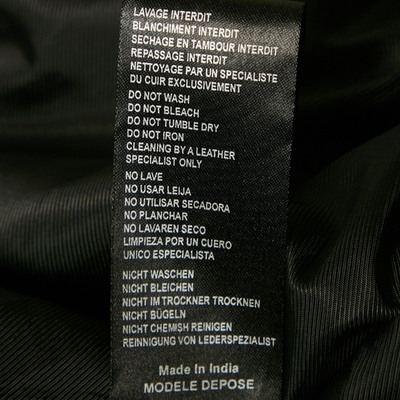 LAVAGE INTERDIT
BLANCHIMENT INTERDIT
SECHAGE EN TAMBOUR INTERDIT
REPASSAGE INTERDIT
NETTOYAGE PAR UN SPECIALISTE
DU CUIR EXCLUSIVEMENT
DO NOT WASH
DO NOT BLEACH
DO NOT TUMBLE DRY
DO NOT IRON
CLEANING BY A LEATHER
SPECIALIST ONLY
NO LAVE
NO USAR LEIJA
NO UTILISAR SECADORA
NO PLANCHAR
NO LAVAREN SECO
LIMPIEZA POR UN CUERO
UNICO ESPECIALISTA
NICHT WASCHEN
NICHT BLEICHEN
NICHT IM TROCKNER TROCKNEN
NICHT BÜGELN
NICHT CHEMISH REINIGEN
REINNIGUNG VON LEDERSPEZIALIST
Made In India
MODELE DEPOSE